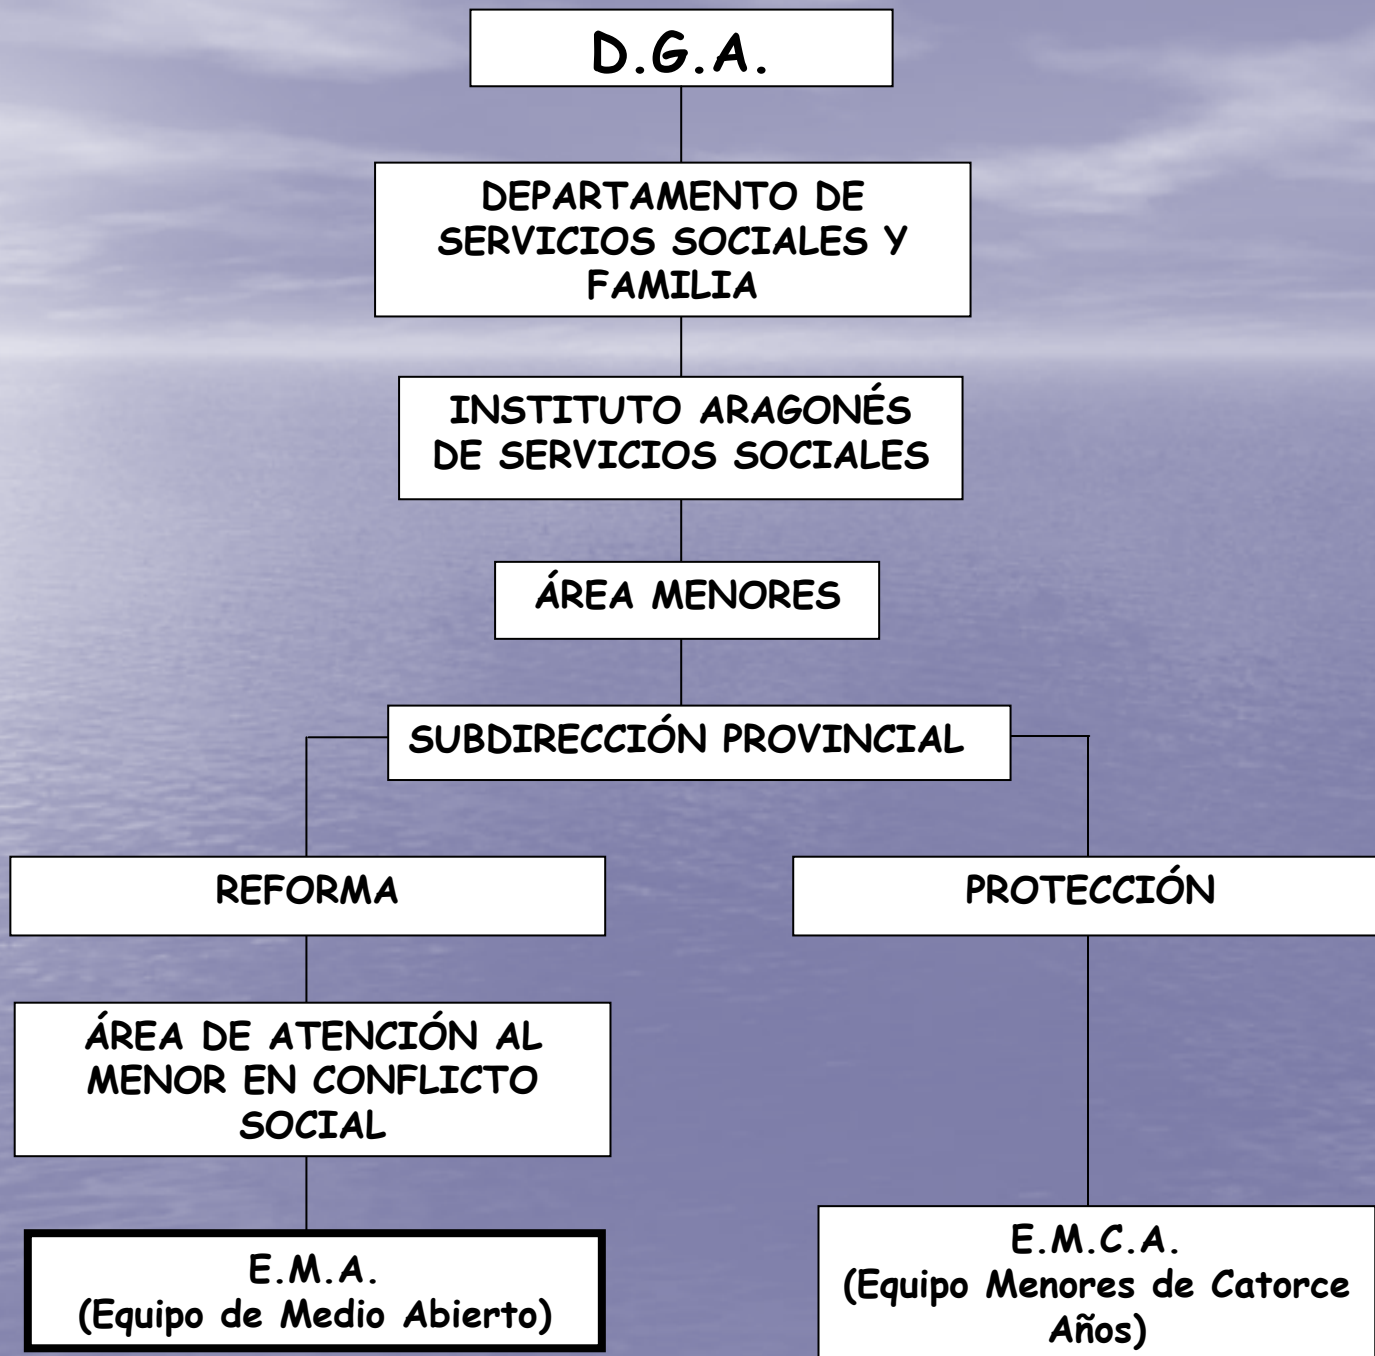 D.G.A.
DEPARTAMENTO DE
SERVICIOS SOCIALES Y
FAMILIA
INSTITUTO ARAGONÉS
DE SERVICIOS SOCIALES
ÁREA MENORES
SUBDIRECCIÓN PROVINCIAL
REFORMA
PROTECCIÓN
ÁREA DE ATENCIÓN AL
MENOR EN CONFLICTO
SOCIAL
E.M.A.
(Equipo de Medio Abierto)
E.M.C.A.
(Equipo Menores de Catorce
Años)